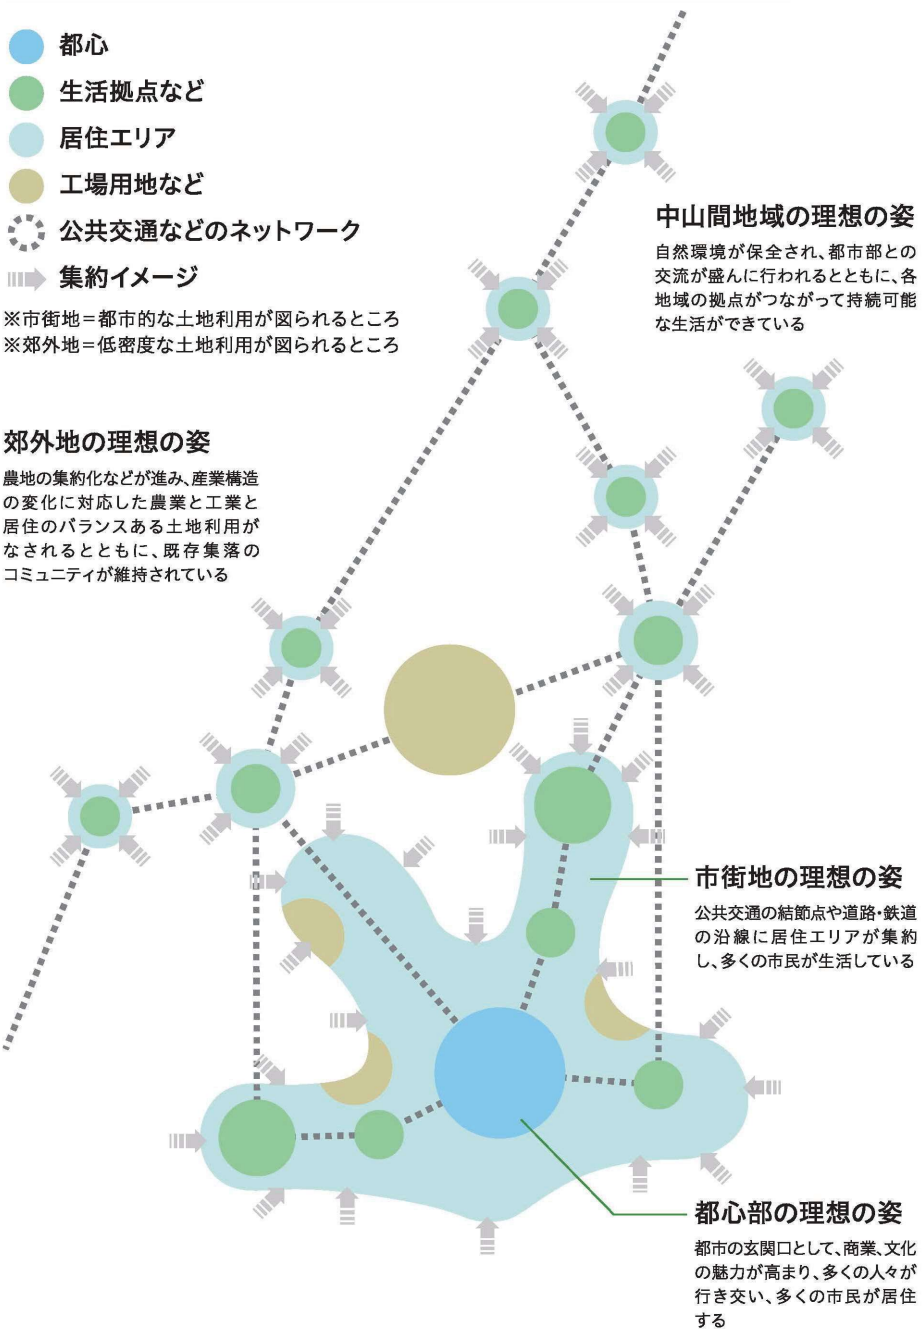 都心
生活拠点など
居住エリア
工場用地など
公共交通などのネットワーク
集約イメージ
※市街地＝都市的な土地利用が図られるところ
※郊外地＝低密度な土地利用が図られるところ
中山間地域の理想の姿
自然環境が保全され、都市部との
交流が盛んに行われるとともに、各
地域の拠点がつながって持続可能
な生活ができている
郊外地の理想の姿
農地の集約化などが進み、産業構造
の変化に対応した農業と工業と
居住のバランスある土地利用が
なされるとともに、既存集落の
コミュニティが維持されている
市街地の理想の姿
公共交通の結節点や道路・鉄道
の沿線に居住エリアが集約
し、多くの市民が生活している
都心部の理想の姿
都市の玄関口として、商業、文化
の魅力が高まり、多くの人々が
行き交い、多くの市民が居住
する